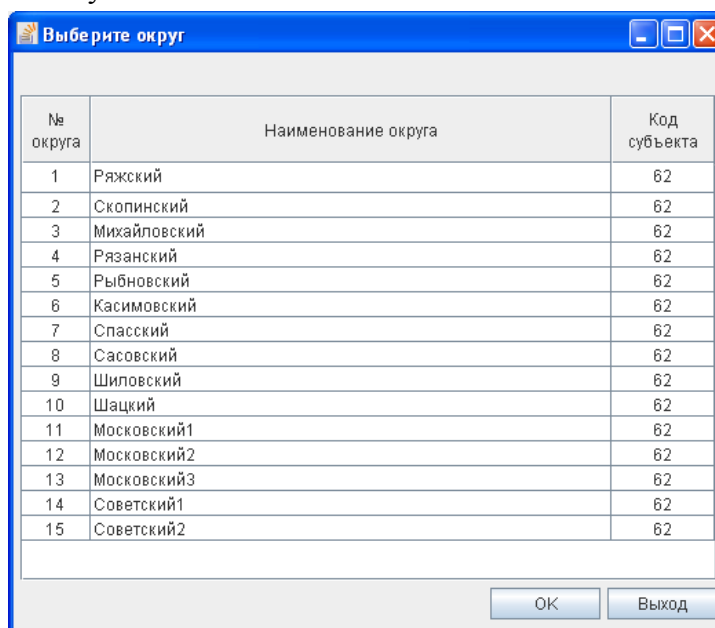 Выберите округ
№ округа Наименование округа Код субъекта
1 Ряжский 62
2 Скопинский 62
3 Михайловский 62
4 Рязанский 62
5 Рыбновский 62
6 Касимовский 62
7 Спасский 62
8 Сасовский 62
9 Шиловский 62
10 Шацкий 62
11 Московский1 62
12 Московский2 62
13 Московский3 62
14 Советский1 62
15 Советский2 62
OK Выход